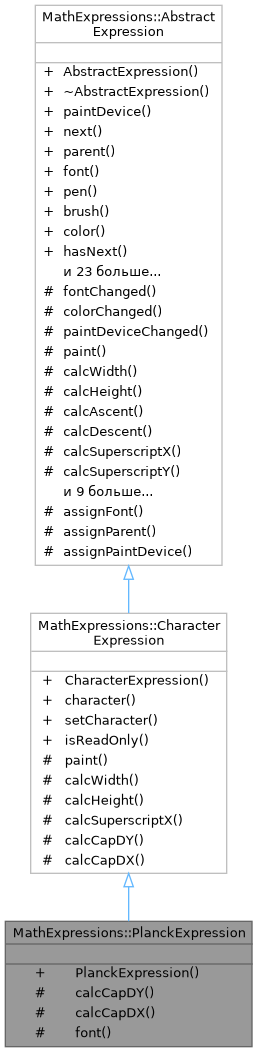 MathExpressions::Abstract
Expression
+ AbstractExpression()
+ ~AbstractExpression()
+ paintDevice()
+ next()
+ parent()
+ font()
+ pen()
+ brush()
+ color()
+ hasNext()
и 23 больше...
# fontChanged()
# colorChanged()
# paintDeviceChanged()
# paint()
# calcWidth()
# calcHeight()
# calcAscent()
# calcDescent()
# calcSuperscriptX()
# calcSuperscriptY()
и 9 больше...
# assignFont()
# assignParent()
# assignPaintDevice()
MathExpressions::Character
Expression
+ CharacterExpression()
+ character()
+ setCharacter()
+ isReadOnly()
# paint()
# calcWidth()
# calcHeight()
# calcSuperscriptX()
# calcCapDY()
# calcCapDX()
MathExpressions::PlanckExpression
+ PlanckExpression()
# calcCapDY()
# calcCapDX()
# font()